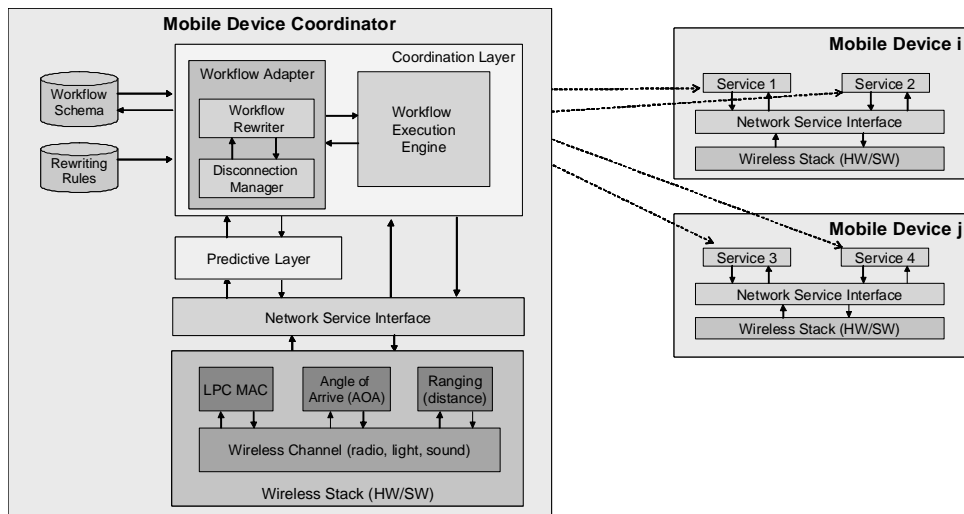 Mobile Device Coordinator
Coordination Layer
Workflow Adapter
Workflow
Rewriter
Disconnection
Manager
Workflow
Execution
Engine
Workflow
Schema
Rewriting
Rules
Predictive Layer
Network Service Interface
LPC MAC
Angle of
Arrive (AOA)
Ranging
(distance)
Wireless Channel (radio, light, sound)
Wireless Stack (HW/SW)
Mobile Device i
Service 1
Service 2
Network Service Interface
Wireless Stack (HW/SW)
Mobile Device j
Service 3
Service 4
Network Service Interface
Wireless Stack (HW/SW)